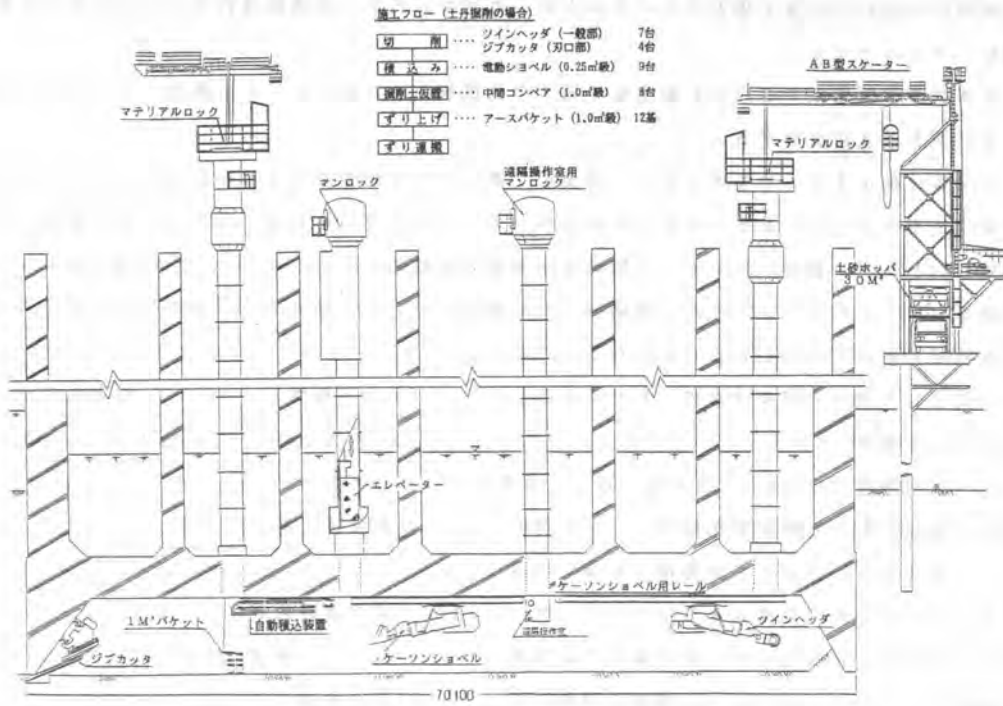 施工フロー (土丹掘削の場合)
切 削 ‥‥ ツインヘッダ (一般部) 7台
ジブカッタ (刃口部) 4台
積込み ‥‥ 電動ショベル (0.25㎥級) 9台
掘削土仮置 ‥‥ 中間コンベア (1.0㎥級) 8台
ずり上げ ‥‥ アースバケット (1.0㎥級) 12基
ずり運搬
AB型スケーター
マテリアルロック
マンロック
遠隔操作室用
マンロック
マテリアルロック
土砂ホッパ
30M³
エレベーター
ケーソンショベル用レール
1M³バケット
自動積込装置
ツインヘッダ
ジブカッタ
ケーソンショベル
70100